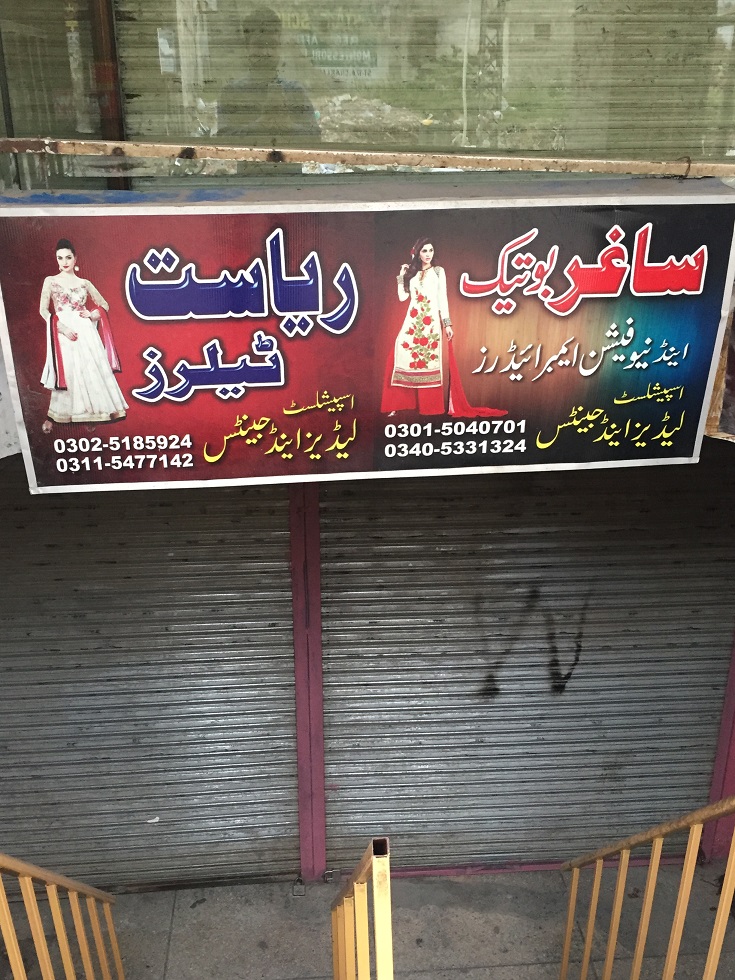 ساغر بوتیک
اینڈ نیو فیشن ایمبرائیڈرز
اسپیشلسٹ
لیڈیز اینڈ جینٹس
0301-5040701
0340-5331324
ریاست
ٹیلرز
اسپیشلسٹ
لیڈیز اینڈ جینٹس
0302-5185924
0311-5477142